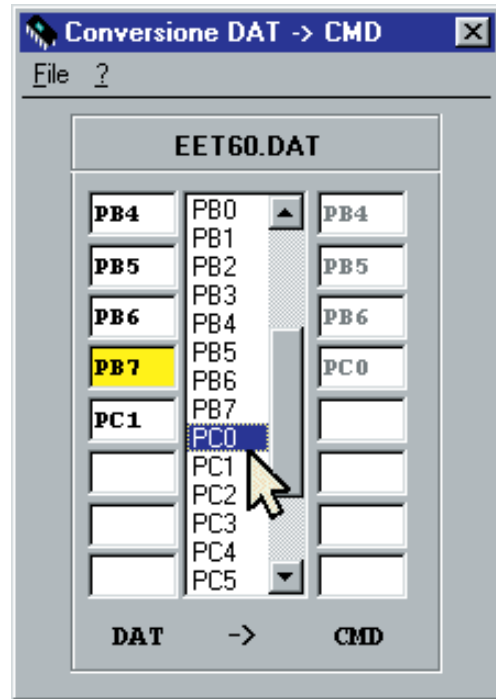 Conversione DAT -> CMD
File ?
EET60.DAT
PB4
PB5
PB6
PB7
PC1
PB0
PB1
PB2
PB3
PB4
PB5
PB6
PB7
PC0
PC1
PC2
PC3
PC4
PC5
PB4
PB5
PB6
PC0
DAT -> CMD